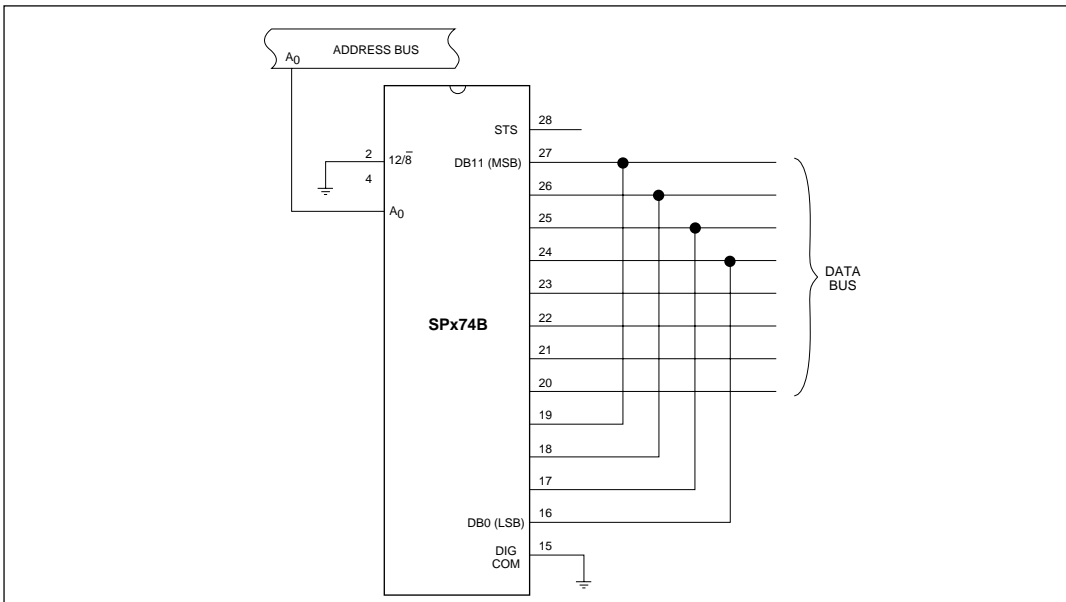 ADDRESS BUS
A0
28
STS
2
12/8̅
27
DB11 (MSB)
4
26
A0
25
24
DATA
BUS
23
22
SPx74B
21
20
19
18
17
16
DB0 (LSB)
15
DIG
COM